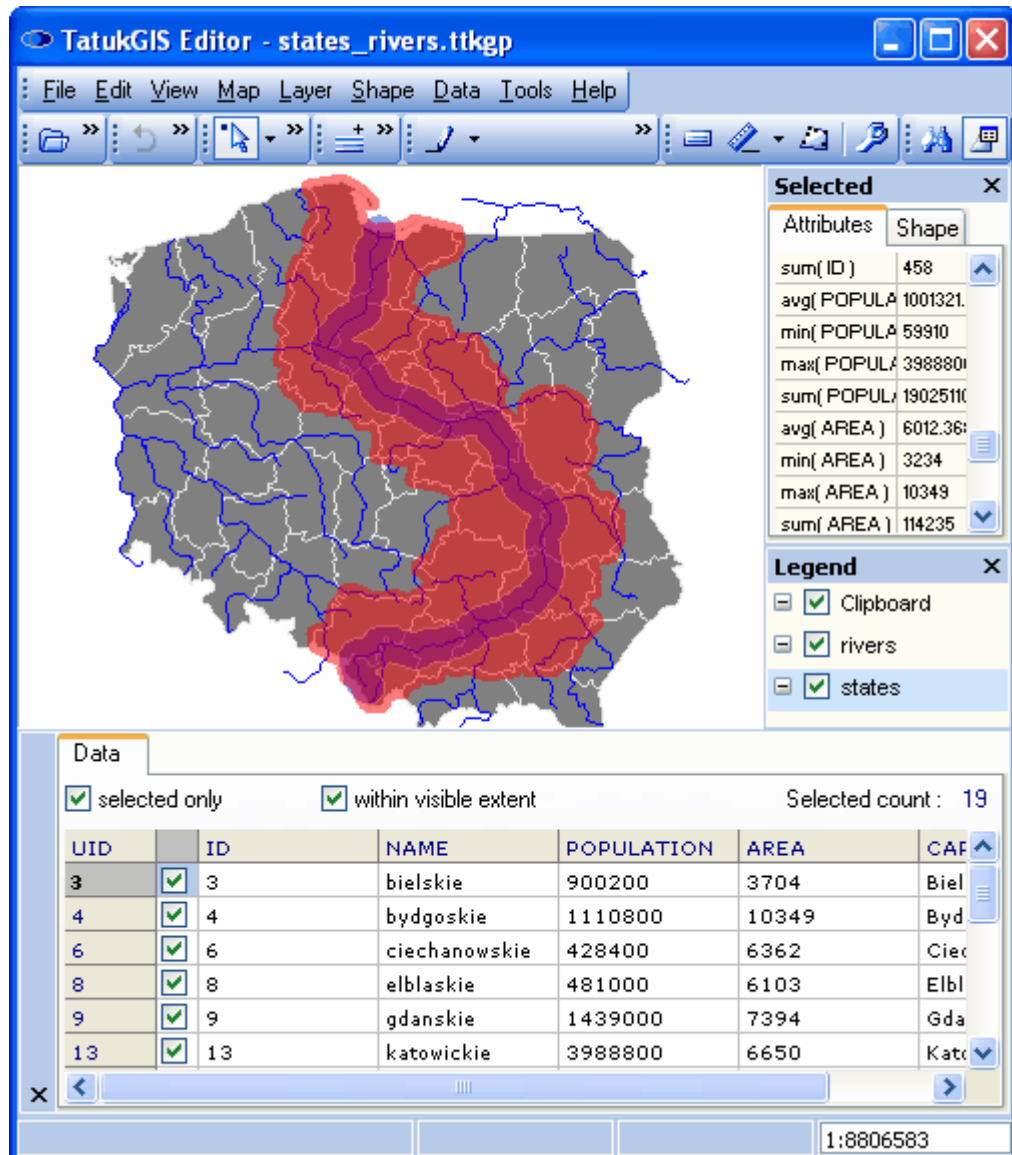 TatukGIS Editor - states_rivers.ttkgp
File Edit View Map Layer Shape Data Tools Help
Selected
Attributes Shape
sum( ID ) 458
avg( POPULA 1001321.
min( POPULA 59910
max( POPULA 3988800
sum( POPULA 19025110
avg( AREA ) 6012.368
min( AREA ) 3234
max( AREA ) 10349
sum( AREA ) 114235
Legend
Clipboard
rivers
states
Data
selected only within visible extent Selected count : 19
UID ID NAME POPULATION AREA CAP
3 3 bielskie 900200 3704 Biel
4 4 bydgoskie 1110800 10349 Byd
6 6 ciechanowskie 428400 6362 Ciec
8 8 elblaskie 481000 6103 Elbl
9 9 gdanskie 1439000 7394 Gda
13 13 katowickie 3988800 6650 Kato
1:8806583